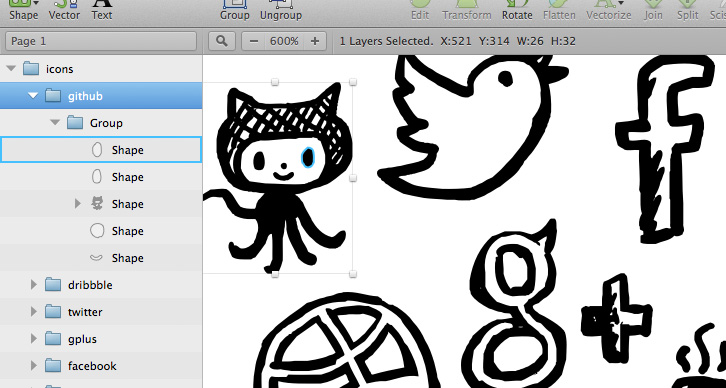 Shape Vector Text Group Ungroup Edit Transform Rotate Flatten Vectorize Join Split
Page 1 600% 1 Layers Selected. X:521 Y:314 W:26 H:32
icons
github
Group
Shape
Shape
Shape
Shape
Shape
dribbble
twitter
gplus
facebook
f
g+